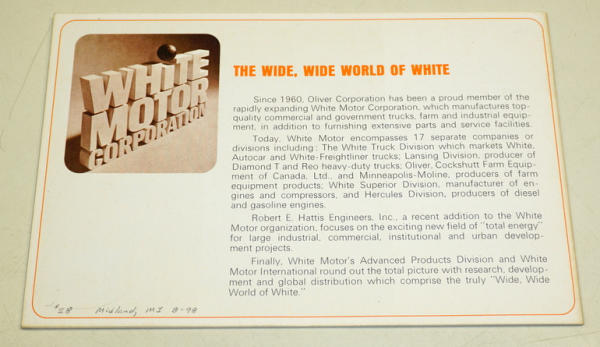 WHITE
MOTOR
CORPORATION
THE WIDE, WIDE WORLD OF WHITE
Since 1960, Oliver Corporation has been a proud member of the
rapidly expanding White Motor Corporation, which manufactures top-
quality commercial and government trucks, farm and industrial equip-
ment, in addition to furnishing extensive parts and service facilities.
Today, White Motor encompasses 17 separate companies or
divisions including: The White Truck Division which markets White,
Autocar and White-Freightliner trucks; Lansing Division, producer of
Diamond T and Reo heavy-duty trucks; Oliver, Cockshutt Farm Equip-
ment of Canada, Ltd., and Minneapolis-Moline, producers of farm
equipment products; White Superior Division, manufacturer of en-
gines and compressors, and Hercules Division, producers of diesel
and gasoline engines.
Robert E. Hattis Engineers, Inc., a recent addition to the White
Motor organization, focuses on the exciting new field of "total energy"
for large industrial, commercial, institutional and urban develop-
ment projects.
Finally, White Motor's Advanced Products Division and White
Motor International round out the total picture with research, develop-
ment and global distribution which comprise the truly "Wide, Wide
World of White."
Midland, MI 8-98